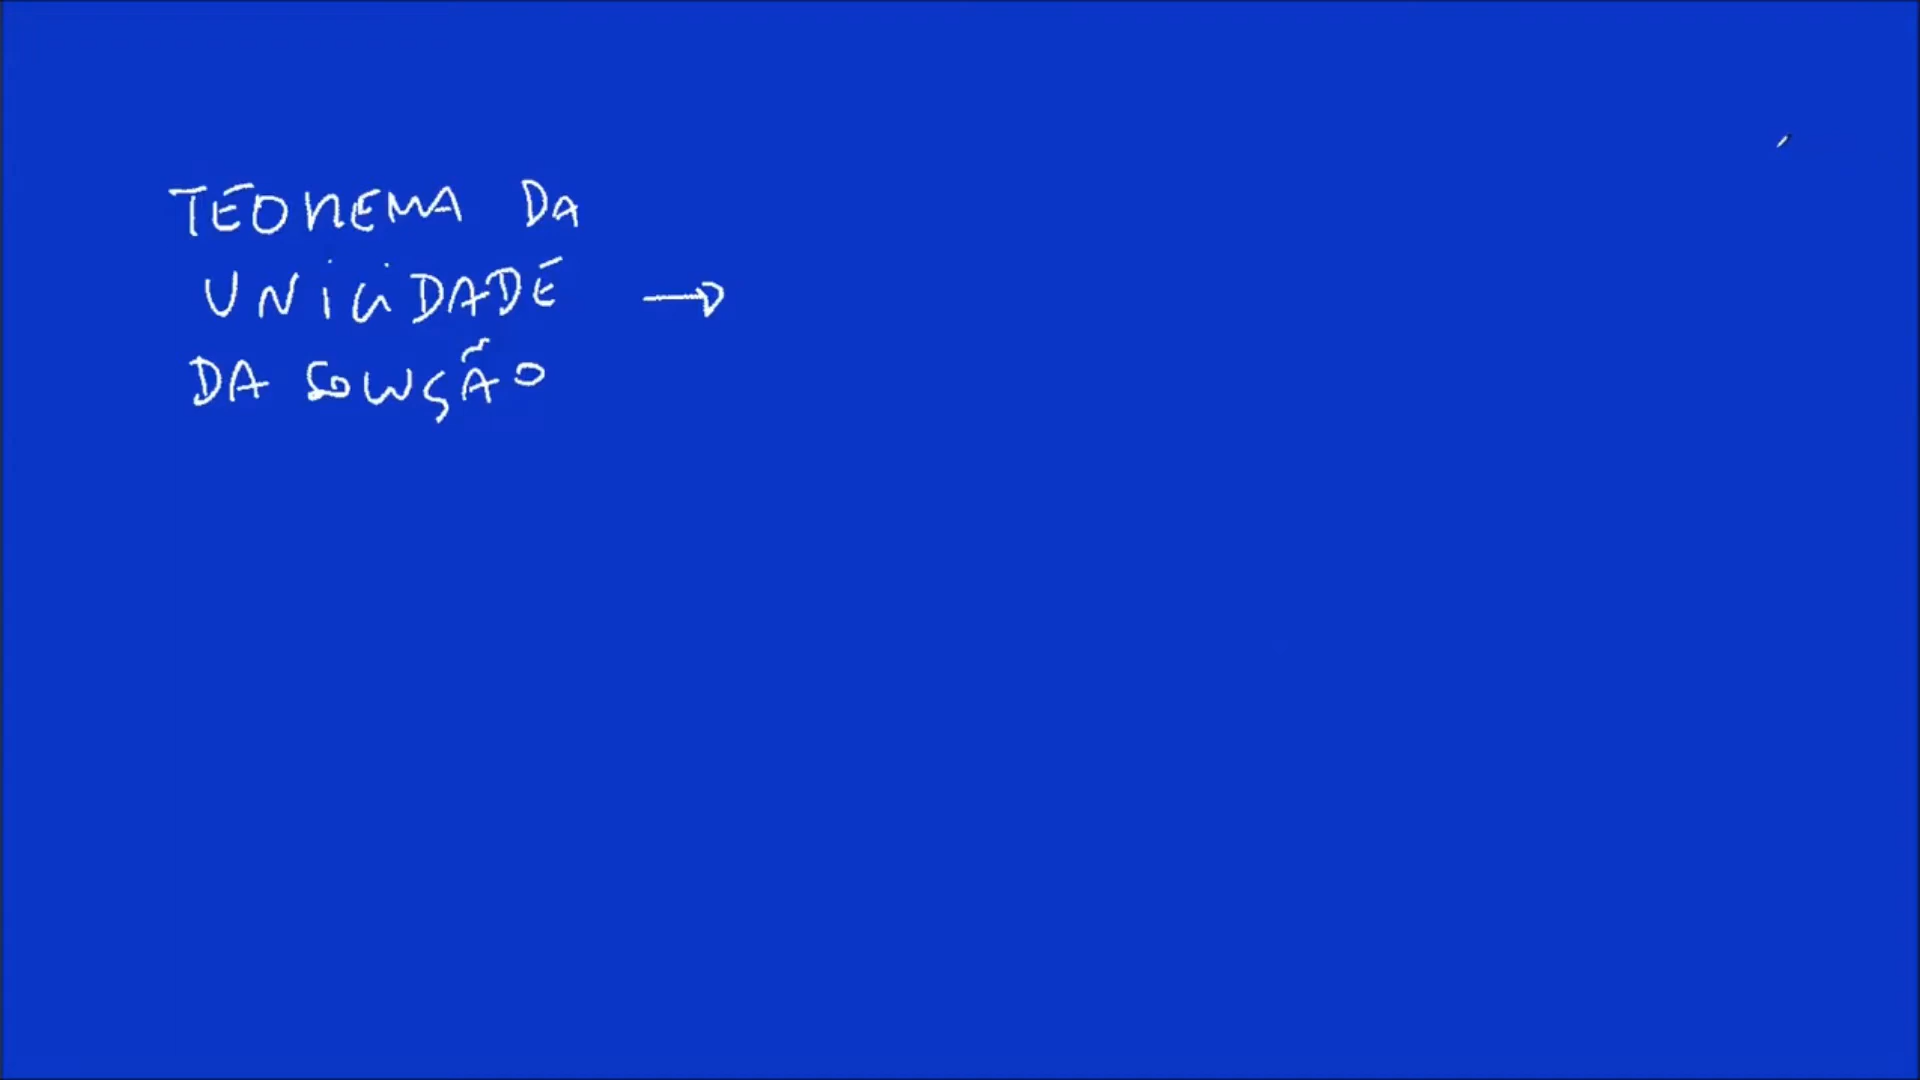 TEOREMA DA
UNICIDADE →
DA SOLUÇÃO